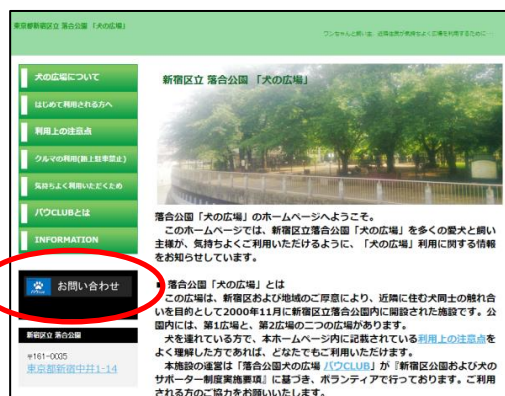 東京都新宿区立 落合公園 「犬の広場」
ワンちゃんと飼い主、近隣住民が気持ちよく広場を利用するために…
犬の広場について
はじめて利用される方へ
利用上の注意点
クルマの利用(路上駐車禁止)
気持ちよく利用いただくため
パウCLUBとは
INFORMATION
お問い合わせ
新宿区立 落合公園
〒161-0035
東京都新宿中井1-14
新宿区立 落合公園 「犬の広場」
落合公園「犬の広場」のホームページへようこそ。
このホームページでは、新宿区立落合公園「犬の広場」を多くの愛犬と飼い
主様が、気持ちよくご利用いただけるように、「犬の広場」利用に関する情報
をお知らせしています。
■ 落合公園「犬の広場」とは
この広場は、新宿区および地域のご厚意により、近隣に住む犬同士の触れ合
いを目的として2000年11月に新宿区立落合公園内に開設された施設です。公
園内には、第1広場と、第2広場の二つの広場があります。
犬を連れている方で、本ホームページ内に記載されている利用上の注意点を
よく理解した方であれば、どなたでもご利用いただけます。
本施設の運営は「落合公園犬の広場 パウCLUB」が『新宿区公園および犬の
サポーター制度実施要項』に基づき、ボランティアで行っております。ご利用
される方のご協力をお願いいたします。